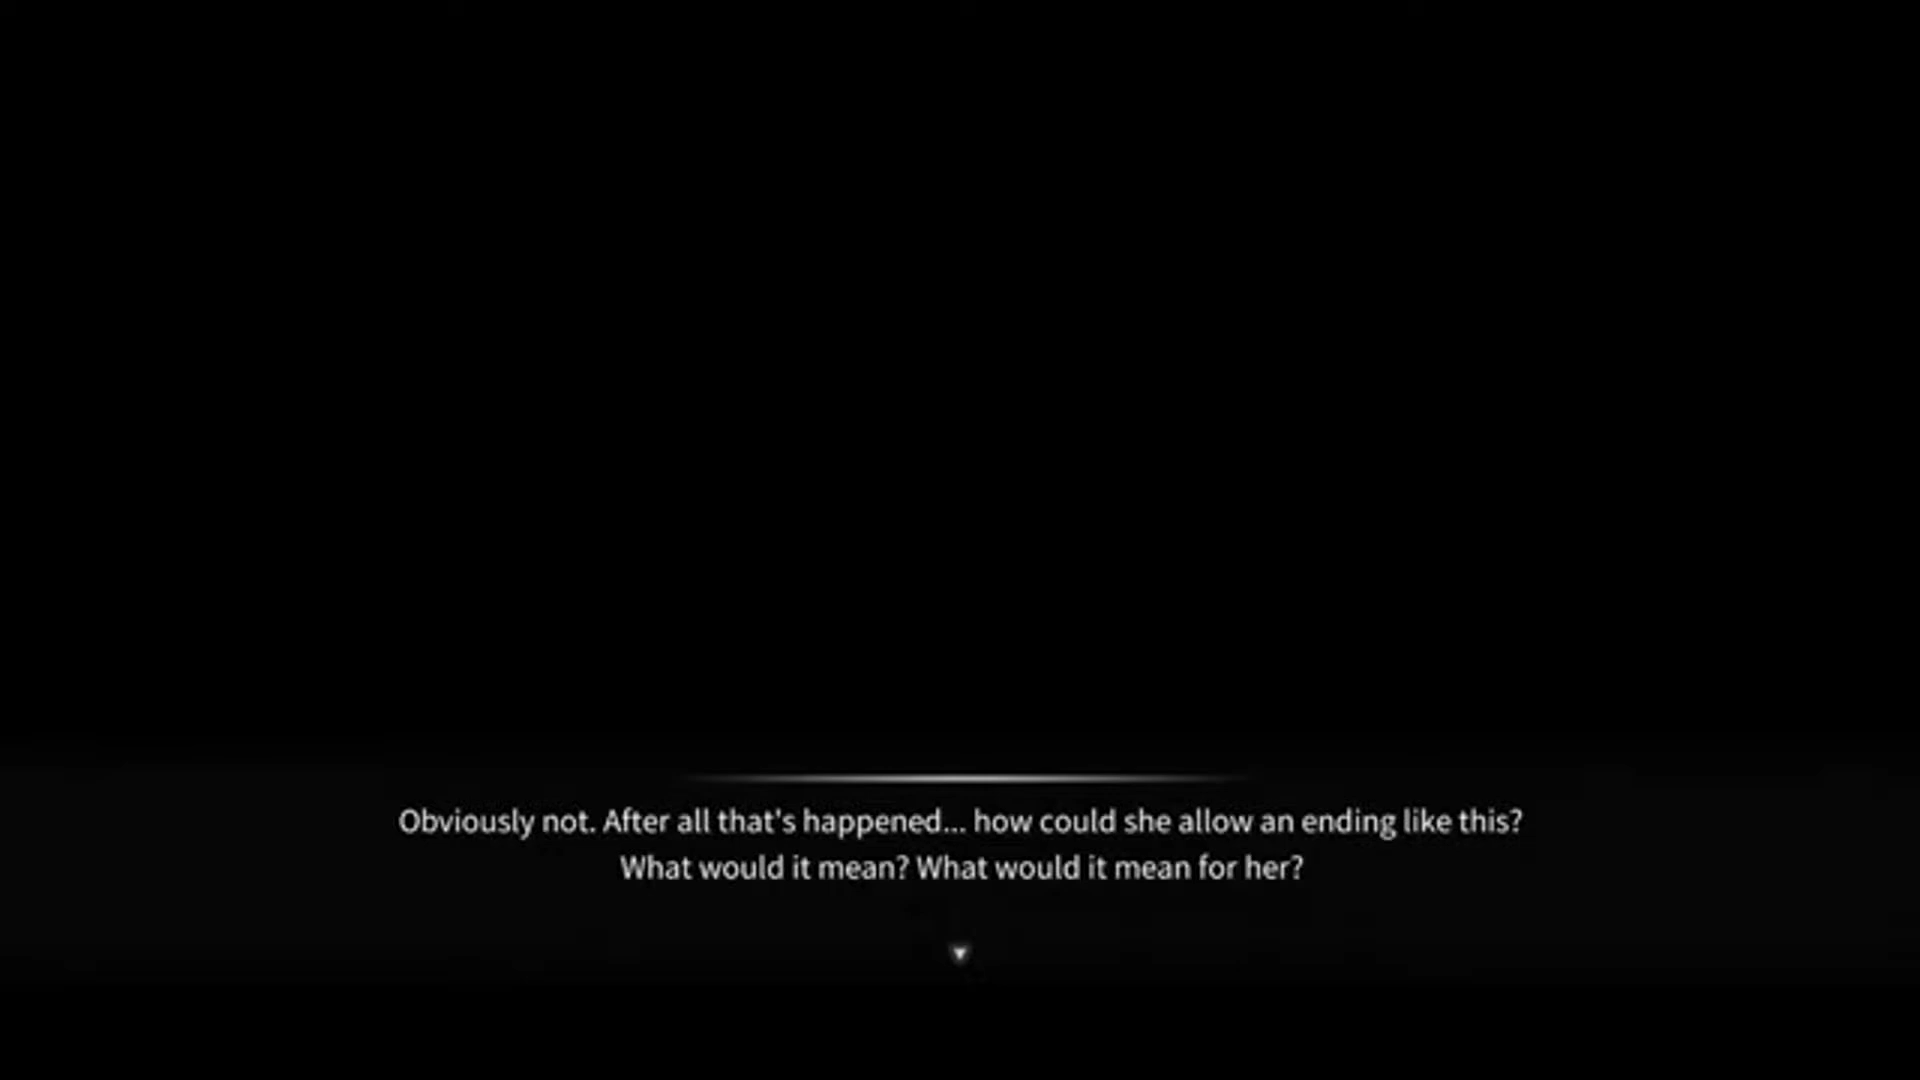 Obviously not. After all that's happened... how could she allow an ending like this?
What would it mean? What would it mean for her?